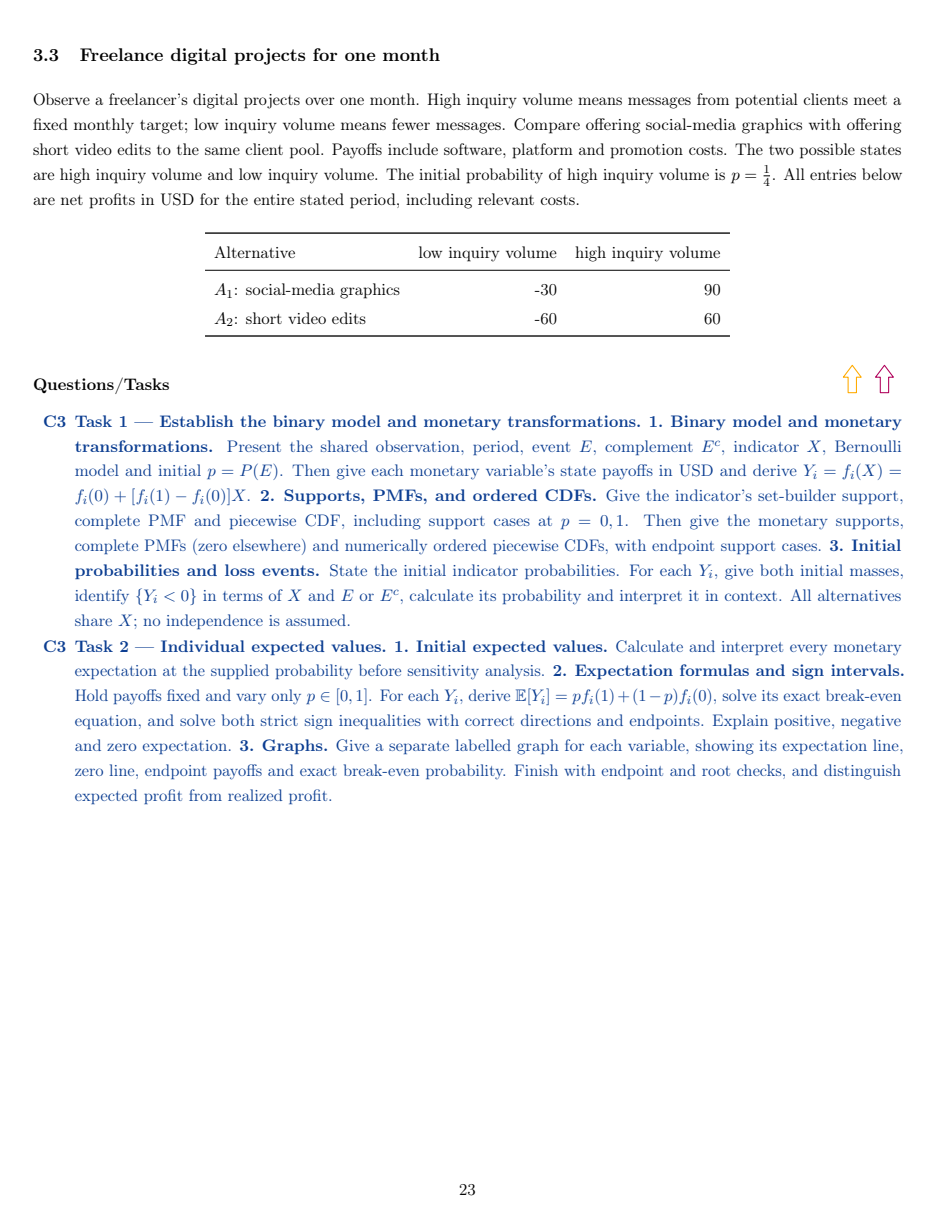 3.3 Freelance digital projects for one month
Observe a freelancer's digital projects over one month. High inquiry volume means messages from potential clients meet a
fixed monthly target; low inquiry volume means fewer messages. Compare offering social-media graphics with offering
short video edits to the same client pool. Payoffs include software, platform and promotion costs. The two possible states
are high inquiry volume and low inquiry volume. The initial probability of high inquiry volume is p = 1/4. All entries below
are net profits in USD for the entire stated period, including relevant costs.
Alternative low inquiry volume high inquiry volume
A₁: social-media graphics -30 90
A₂: short video edits -60 60
Questions/Tasks
C3 Task 1 — Establish the binary model and monetary transformations. 1. Binary model and monetary
transformations. Present the shared observation, period, event E, complement Eᶜ, indicator X, Bernoulli
model and initial p = P(E). Then give each monetary variable's state payoffs in USD and derive Yᵢ = fᵢ(X) =
fᵢ(0) + [fᵢ(1) − fᵢ(0)]X. 2. Supports, PMFs, and ordered CDFs. Give the indicator's set-builder support,
complete PMF and piecewise CDF, including support cases at p = 0, 1. Then give the monetary supports,
complete PMFs (zero elsewhere) and numerically ordered piecewise CDFs, with endpoint support cases. 3. Initial
probabilities and loss events. State the initial indicator probabilities. For each Yᵢ, give both initial masses,
identify {Yᵢ < 0} in terms of X and E or Eᶜ, calculate its probability and interpret it in context. All alternatives
share X; no independence is assumed.
C3 Task 2 — Individual expected values. 1. Initial expected values. Calculate and interpret every monetary
expectation at the supplied probability before sensitivity analysis. 2. Expectation formulas and sign intervals.
Hold payoffs fixed and vary only p ∈ [0, 1]. For each Yᵢ, derive 𝔼[Yᵢ] = pfᵢ(1)+(1−p)fᵢ(0), solve its exact break-even
equation, and solve both strict sign inequalities with correct directions and endpoints. Explain positive, negative
and zero expectation. 3. Graphs. Give a separate labelled graph for each variable, showing its expectation line,
zero line, endpoint payoffs and exact break-even probability. Finish with endpoint and root checks, and distinguish
expected profit from realized profit.
23